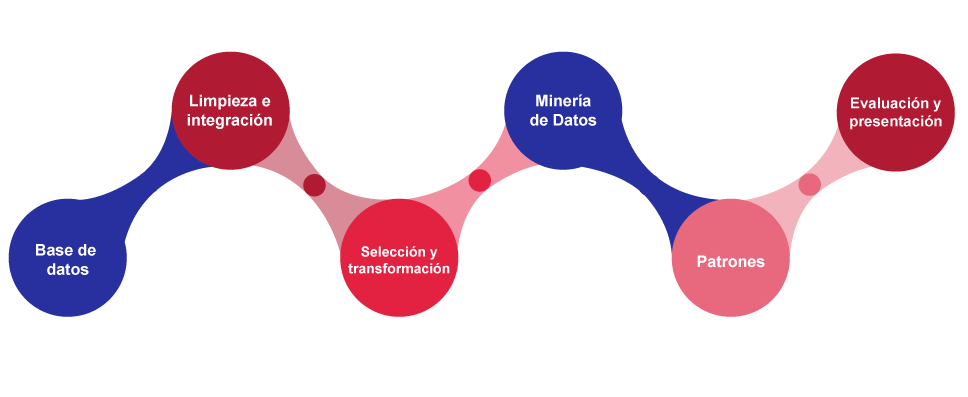 Base de
datos
Limpieza e
integración
Selección y
transformación
Minería
de Datos
Patrones
Evaluación y
presentación